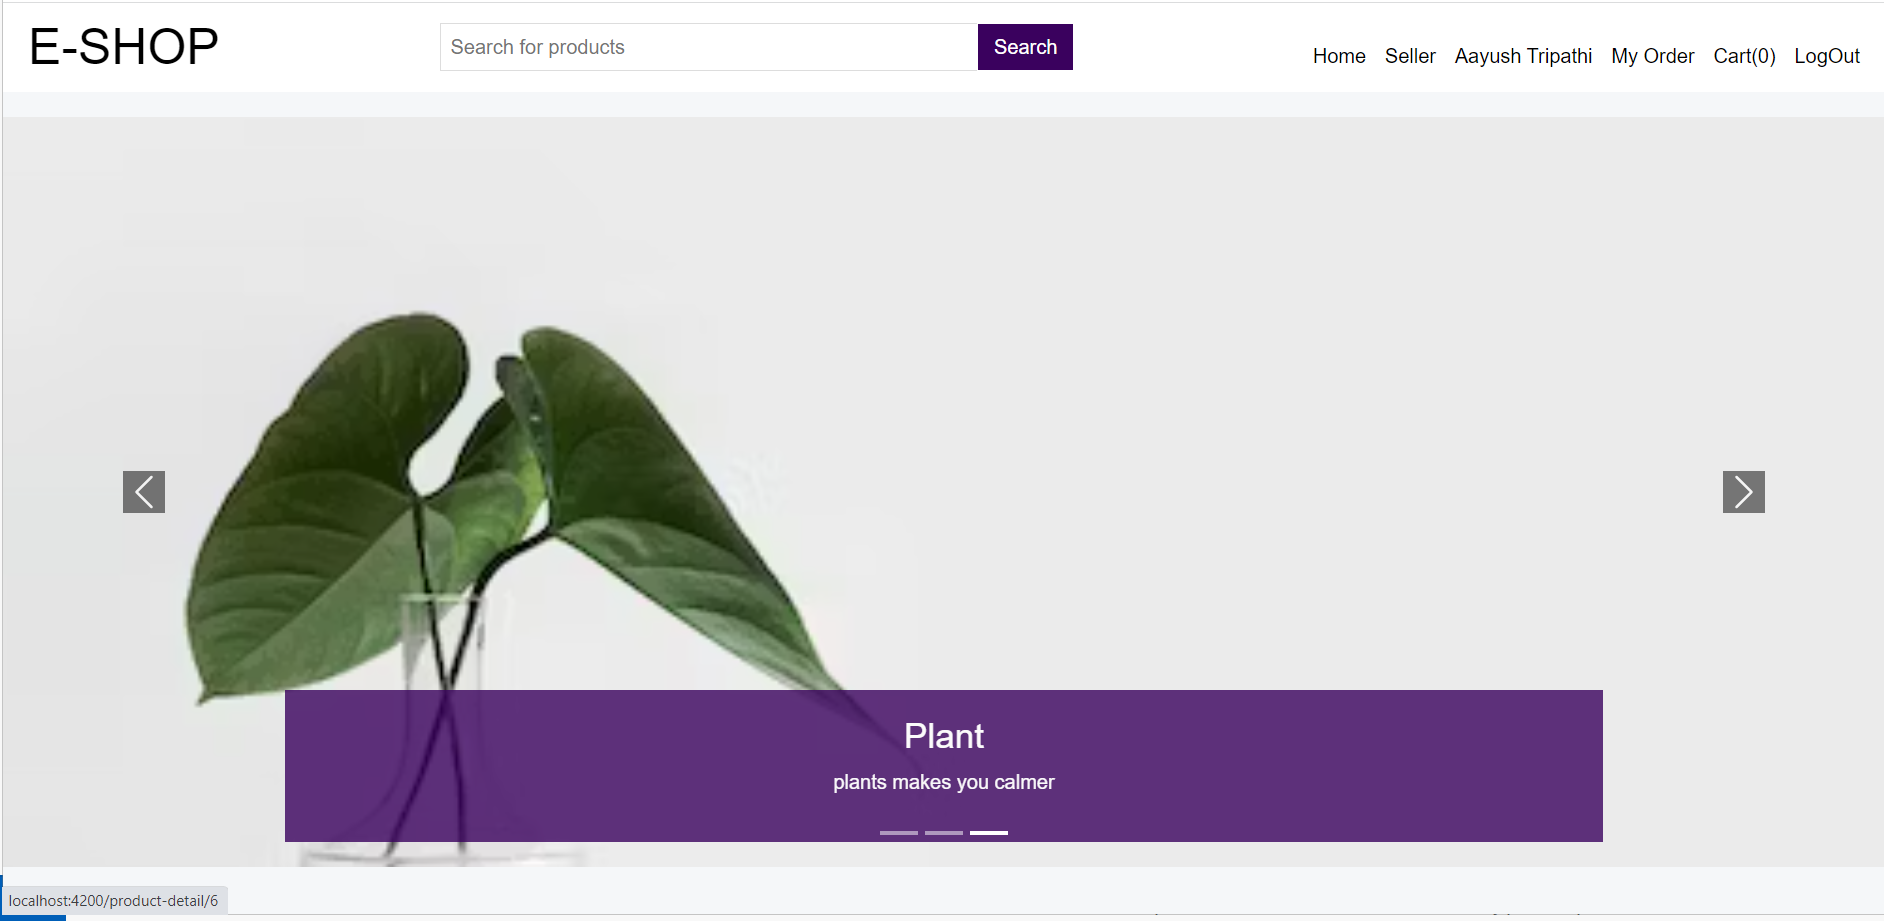 E-SHOP
Search for products
Search
Home Seller Aayush Tripathi My Order Cart(0) LogOut
Plant
plants makes you calmer
localhost:4200/product-detail/6